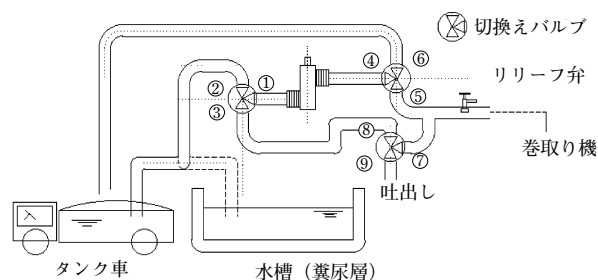 切換えバルブ
④
⑥
リリーフ弁
①
②
⑤
③
巻取り機
⑧
⑦
⑨
吐出し
タンク車
水槽（糞尿層）